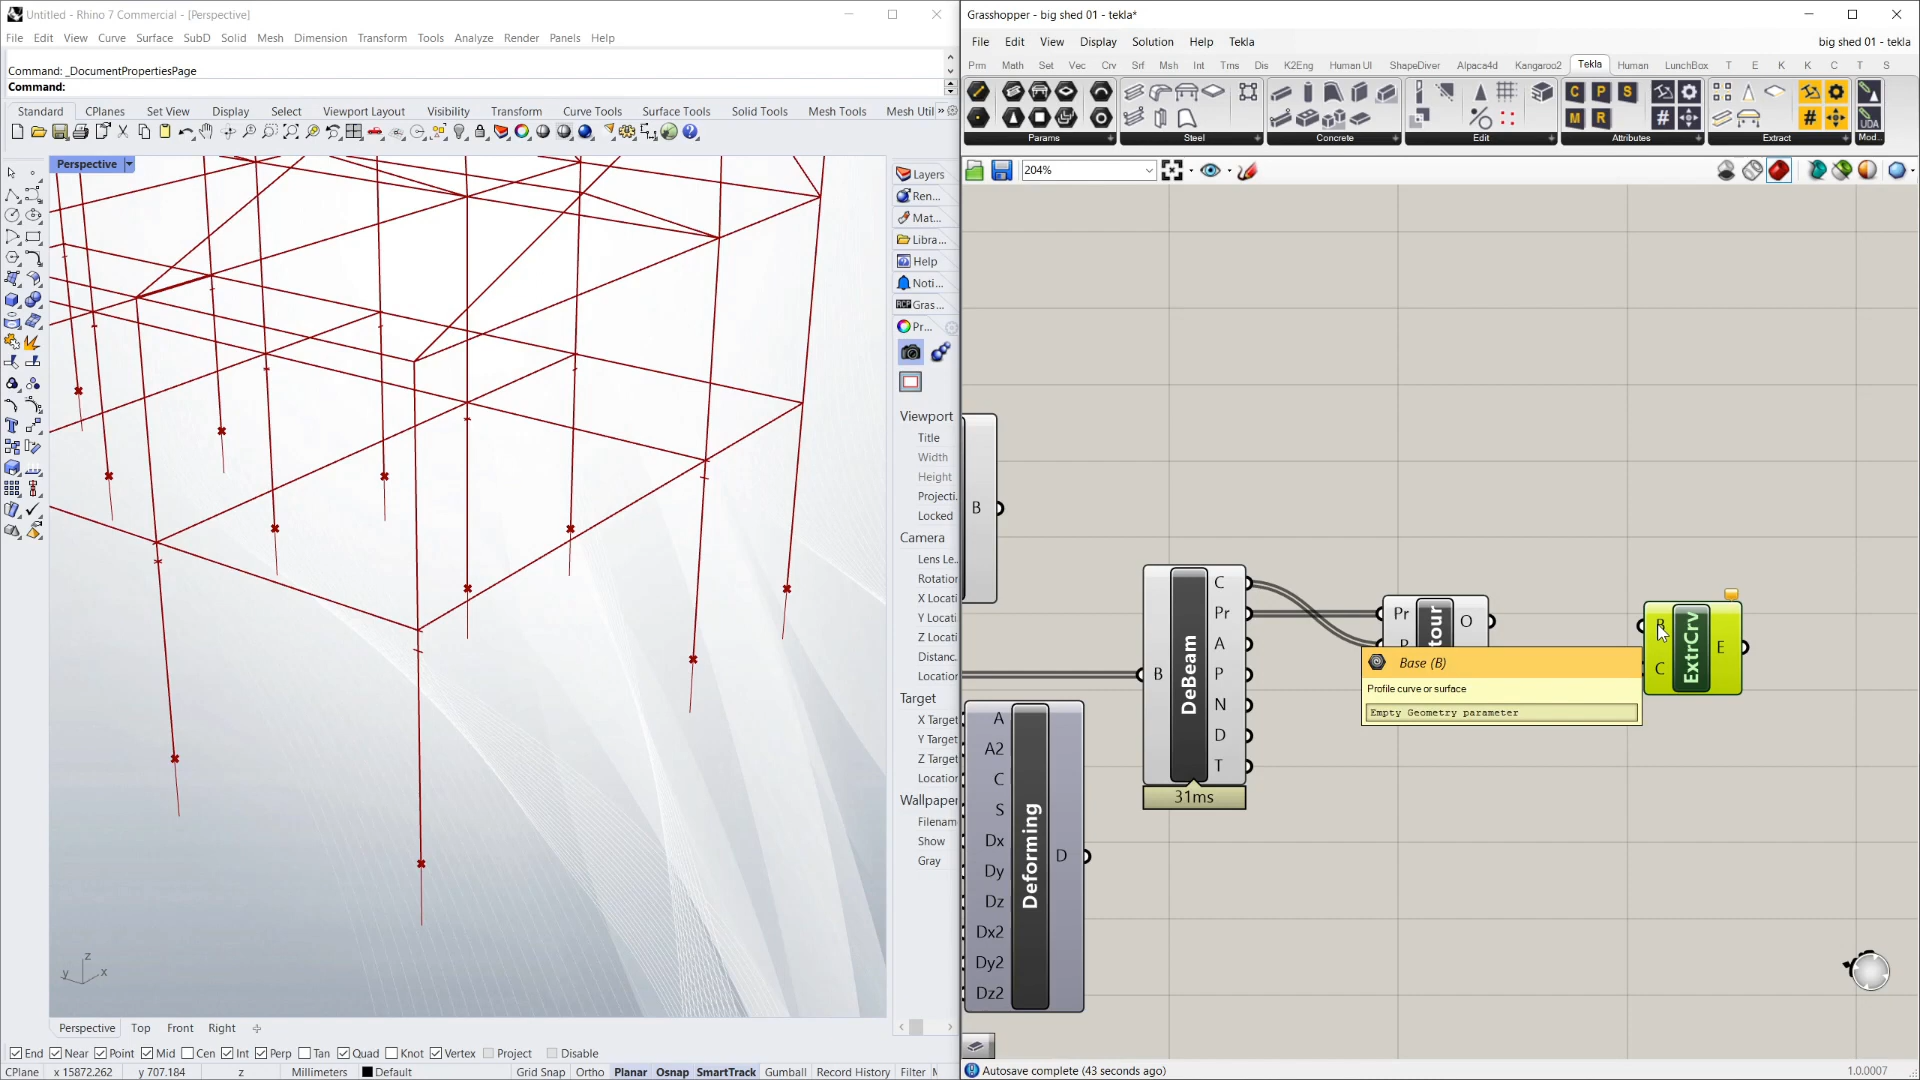 Untitled - Rhino 7 Commercial - [Perspective]
File Edit View Curve Surface SubD Solid Mesh Dimension Transform Tools Analyze Render Panels Help
Command: _DocumentPropertiesPage
Command:
Standard CPlanes Set View Display Select Viewport Layout Visibility Transform Curve Tools Surface Tools Solid Tools Mesh Tools Mesh Util »
Perspective
Layers
Ren...
Mat...
Libra...
Help
Noti...
Gras...
Pr...
Viewport
Title
Width
Height
Projecti.
Locked
Camera
Lens Le..
Rotatio
X Locati
Y Locati
Z Locati
Distanc.
Locatio
Target
X Target
Y Target
Z Target
Locatio
Wallpaper
Filenam
Show
Gray
z
y x
Perspective Top Front Right
End Near Point Mid Cen Int Perp Tan Quad Knot Vertex Project Disable
CPlane x 15872.262 y 707.184 z Millimeters Default Grid Snap Ortho Planar Osnap SmartTrack Gumball Record History Filter
Grasshopper - big shed 01 - tekla*
File Edit View Display Solution Help Tekla big shed 01 - tekla
Prm Math Set Vec Crv Srf Msh Int Trns Dis K2Eng Human UI ShapeDiver Alpaca4d Kangaroo2 Tekla Human LunchBox T E K K C T S
C P S
#
#
M R
UDA
Params Steel Concrete Edit Attributes Extract Mod..
204%
B
B DeBeam C Pr A P N D T
31ms
Pr tour O
Base (B)
Profile curve or surface
Empty Geometry parameter
C ExtrCrv E
A A2 C S Dx Dy Dz Dx2 Dy2 Dz2 Deforming D
Autosave complete (43 seconds ago)
1.0.0007